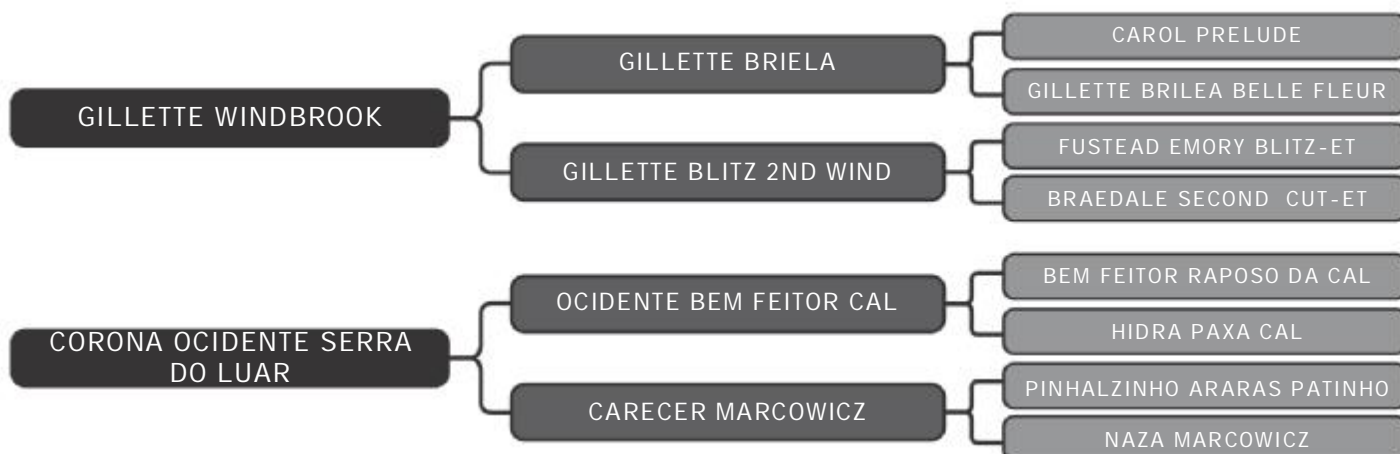 GILLETTE WINDBROOK
GILLETTE BRIELA
CAROL PRELUDE
GILLETTE BRILEA BELLE FLEUR
GILLETTE BLITZ 2ND WIND
FUSTEAD EMORY BLITZ-ET
BRAEDALE SECOND CUT-ET
CORONA OCIDENTE SERRA
DO LUAR
OCIDENTE BEM FEITOR CAL
BEM FEITOR RAPOSO DA CAL
HIDRA PAXA CAL
CARECER MARCOWICZ
PINHALZINHO ARARAS PATINHO
NAZA MARCOWICZ